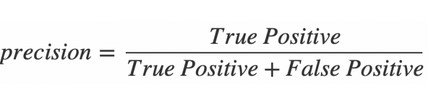 precision = True Positive / True Positive + False Positive